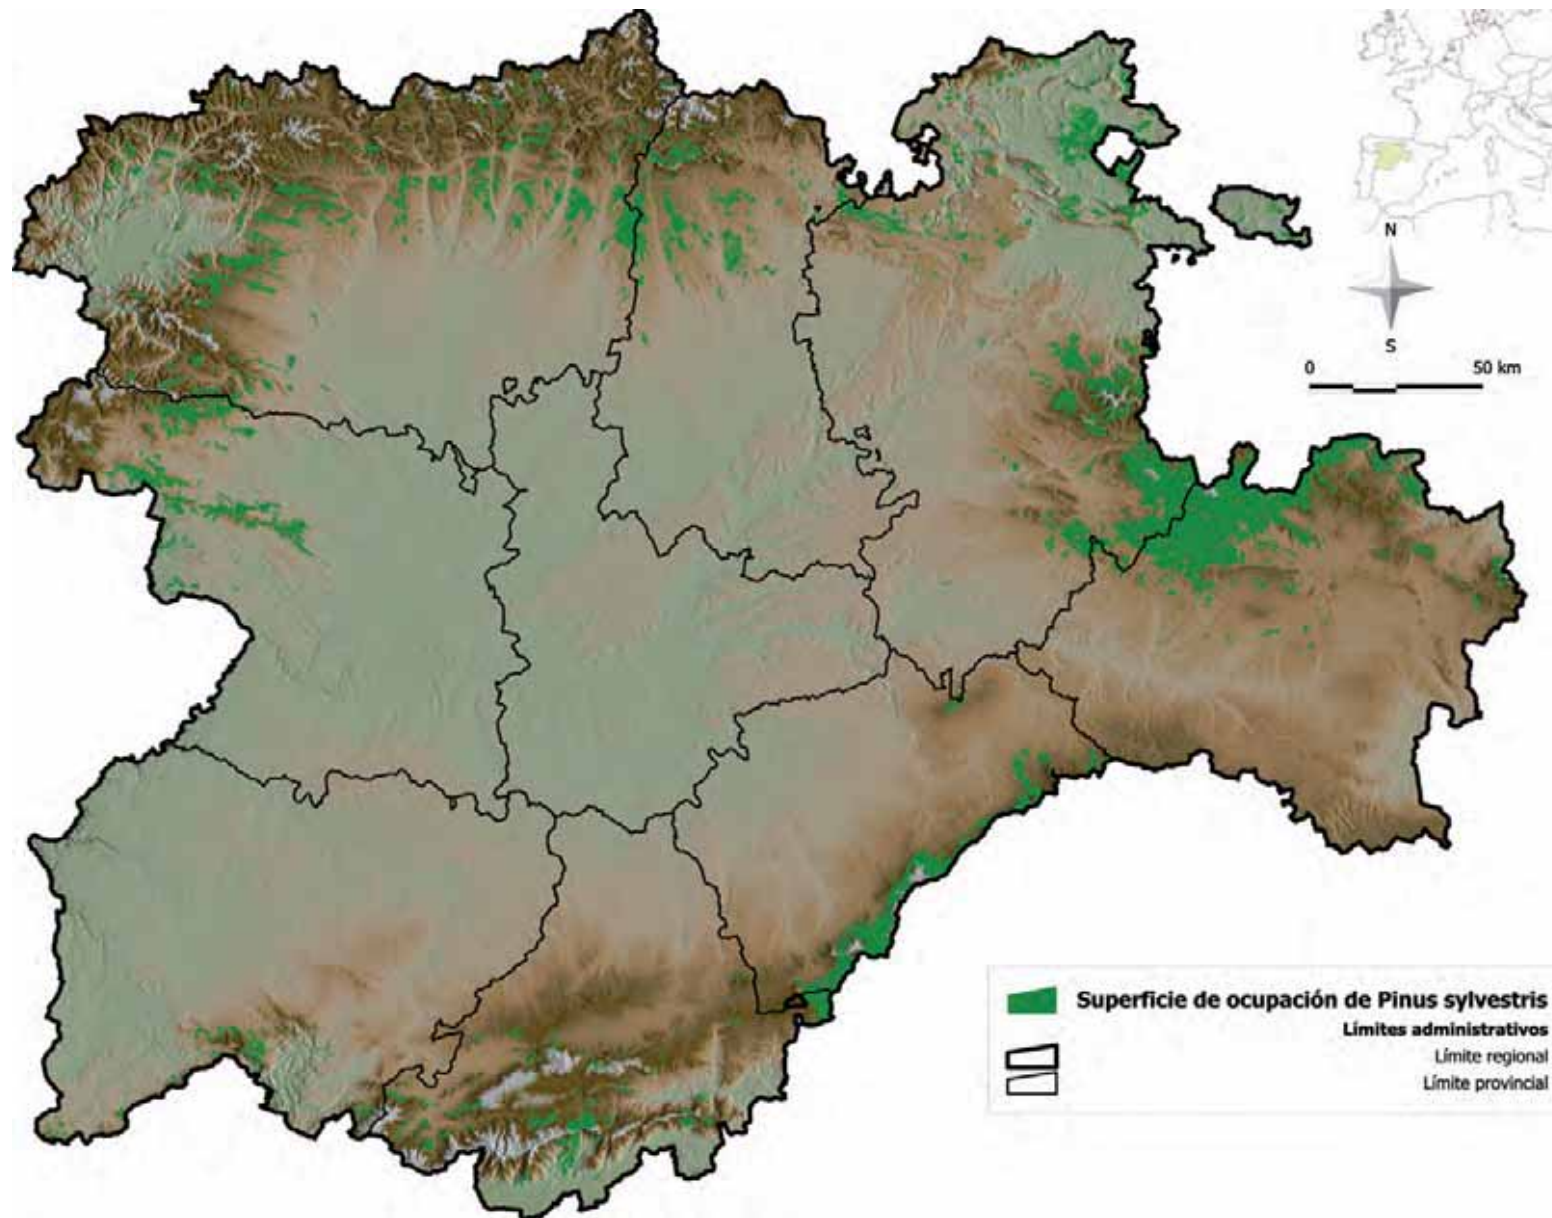 N
S
0 50 km
Superficie de ocupación de Pinus sylvestris
Límites administrativos
Límite regional
Límite provincial